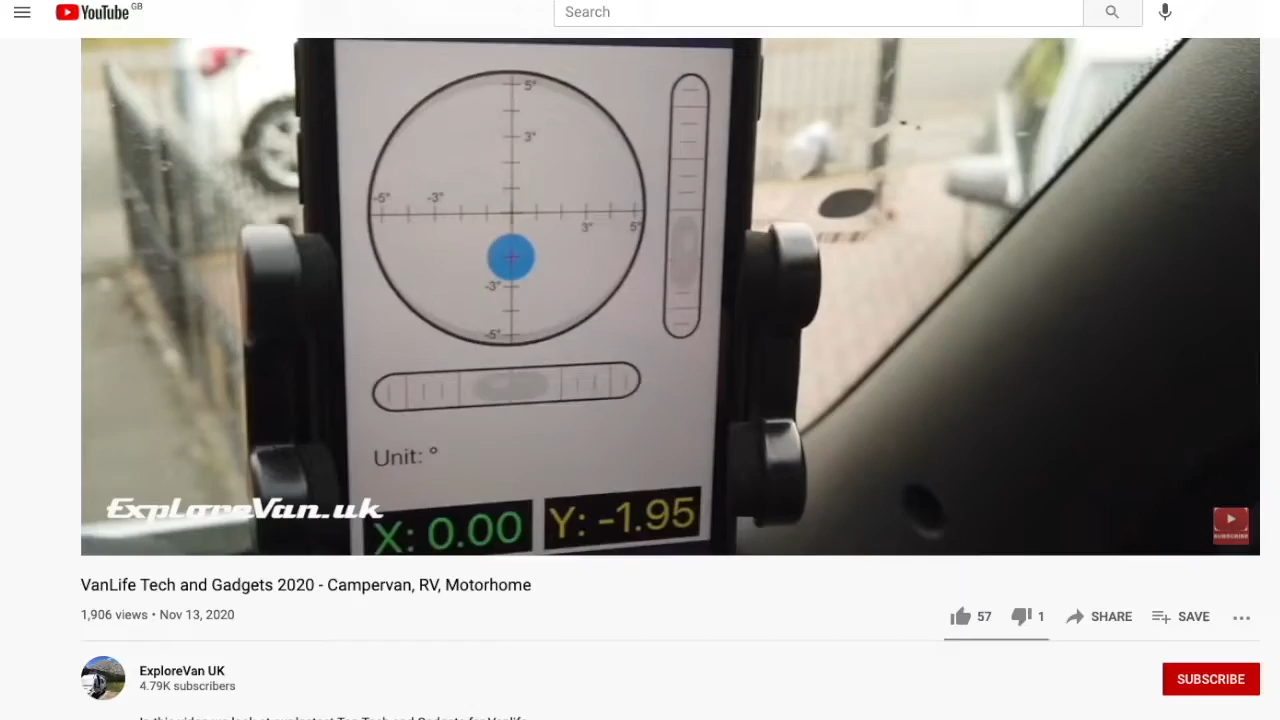 YouTube GB
Search
5°
3°
-5° -3°
3° 5°
-3°
-5°
Unit: °
X: 0.00 Y: -1.95
ExploreVan.uk
SUBSCRIBE
VanLife Tech and Gadgets 2020 - Campervan, RV, Motorhome
1,906 views • Nov 13, 2020
57 1 SHARE SAVE
ExploreVan UK
4.79K subscribers
SUBSCRIBE